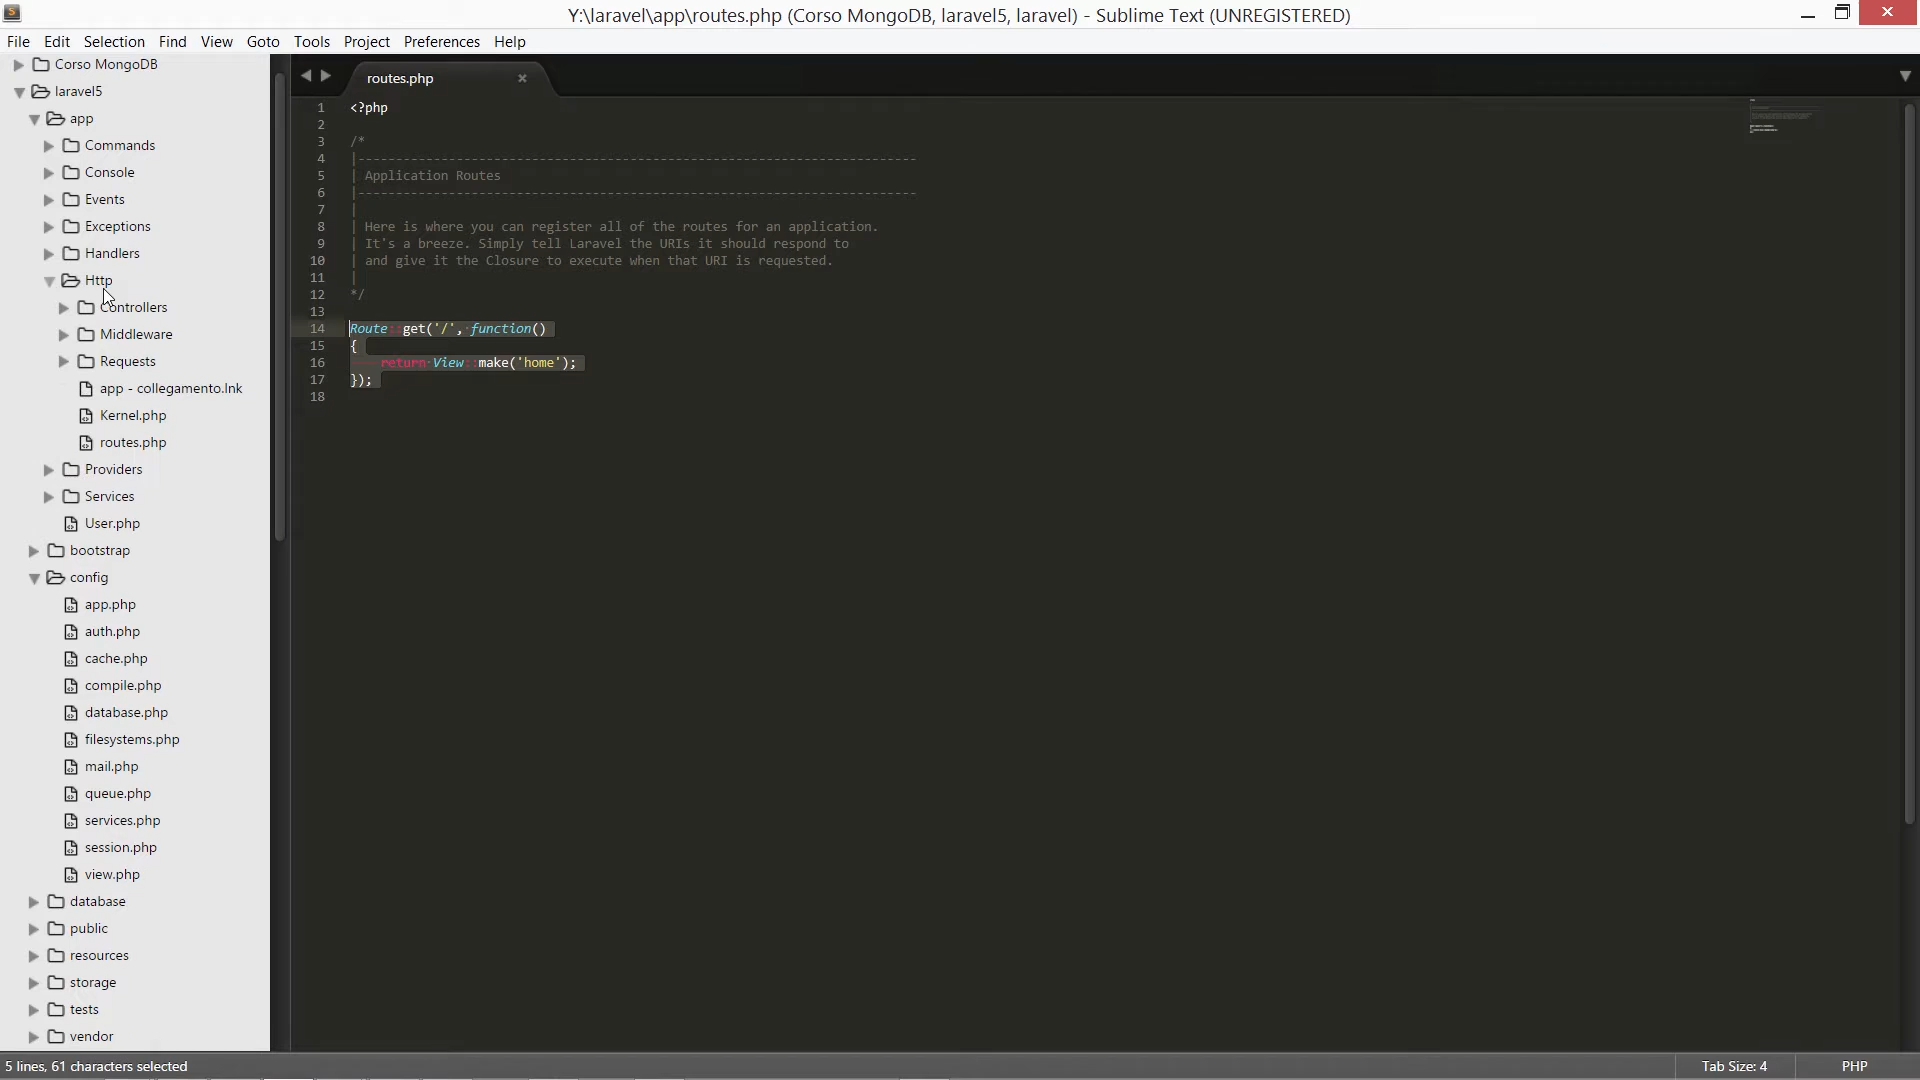 Y:\laravel\app\routes.php (Corso MongoDB, laravel5, laravel) - Sublime Text (UNREGISTERED)
File Edit Selection Find View Goto Tools Project Preferences Help
Corso MongoDB
laravel5
app
Commands
Console
Events
Exceptions
Handlers
Http
Controllers
Middleware
Requests
app - collegamento.lnk
Kernel.php
routes.php
Providers
Services
User.php
bootstrap
config
app.php
auth.php
cache.php
compile.php
database.php
filesystems.php
mail.php
queue.php
services.php
session.php
view.php
database
public
resources
storage
tests
vendor
routes.php
1 <?php
2
3 /*
4 |--------------------------------------------------------------------------
5 | Application Routes
6 |--------------------------------------------------------------------------
7 |
8 | Here is where you can register all of the routes for an application.
9 | It's a breeze. Simply tell Laravel the URIs it should respond to
10 | and give it the Closure to execute when that URI is requested.
11 |
12 */
13
14 Route::get('/', function()
15 {
16 return View::make('home');
17 });
18
5 lines, 61 characters selected
Tab Size: 4
PHP